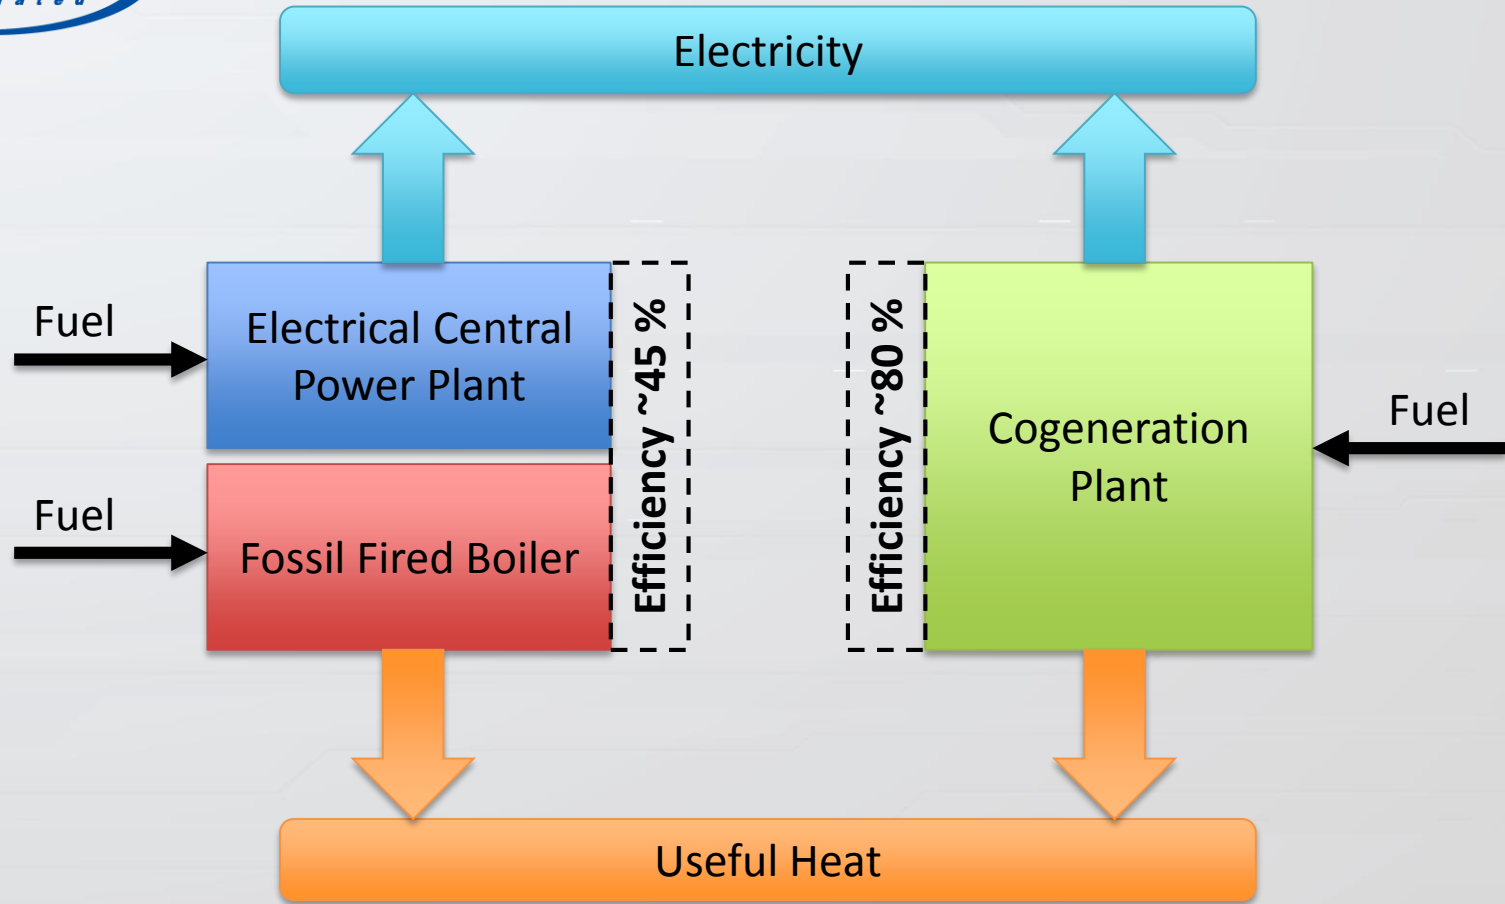 Electricity
Fuel
Electrical Central
Power Plant
Efficiency ~45 %
Efficiency ~80 %
Cogeneration
Plant
Fuel
Fuel
Fossil Fired Boiler
Useful Heat